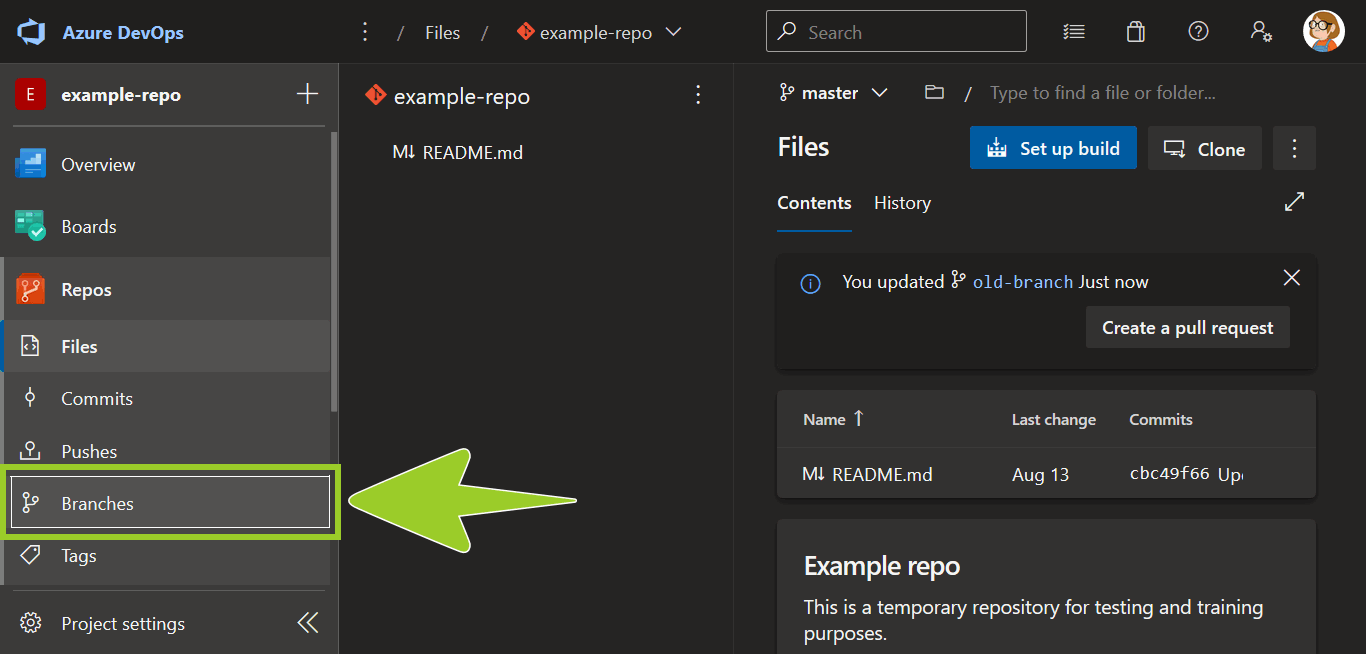 Azure DevOps
/ Files / example-repo
Search
E example-repo
Overview
Boards
Repos
Files
Commits
Pushes
Branches
Tags
Project settings
example-repo
M↓ README.md
master
/ Type to find a file or folder...
Files
Set up build
Clone
Contents History
You updated old-branch Just now
Create a pull request
Name ↑ Last change Commits
M↓ README.md Aug 13 cbc49f66
Example repo
This is a temporary repository for testing and training
purposes.